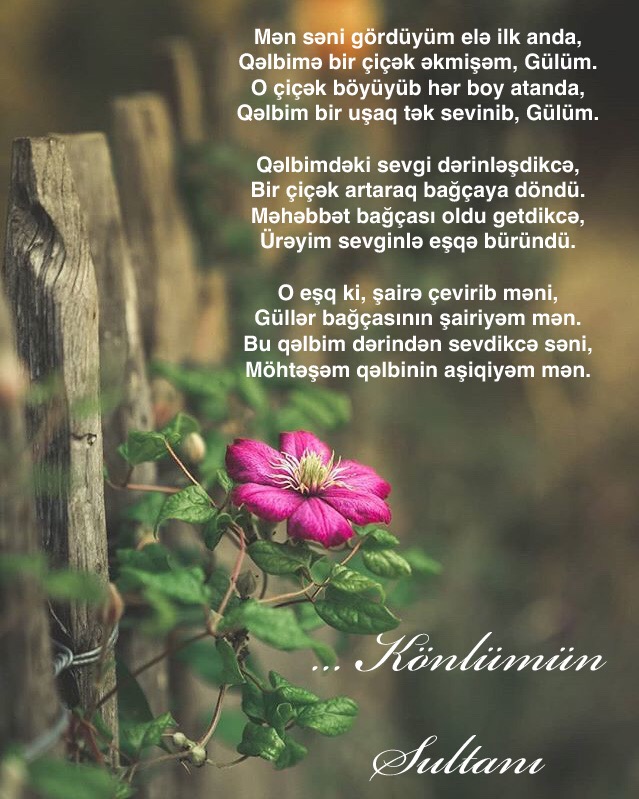 Mən səni gördüyüm elə ilk anda,
Qəlbimə bir çiçək əkmişəm, Gülüm.
O çiçək böyüyüb hər boy atanda,
Qəlbim bir uşaq tək sevinib, Gülüm.
Qəlbimdəki sevgi dərinləşdikcə,
Bir çiçək artaraq bağçaya döndü.
Məhəbbət bağçası oldu getdikcə,
Ürəyim sevginlə eşqə büründü.
O eşq ki, şairə çevirib məni,
Güllər bağçasının şairiyəm mən.
Bu qəlbim dərindən sevdikcə səni,
Möhtəşəm qəlbinin aşiqiyəm mən.
... Könlümün
Sultanı